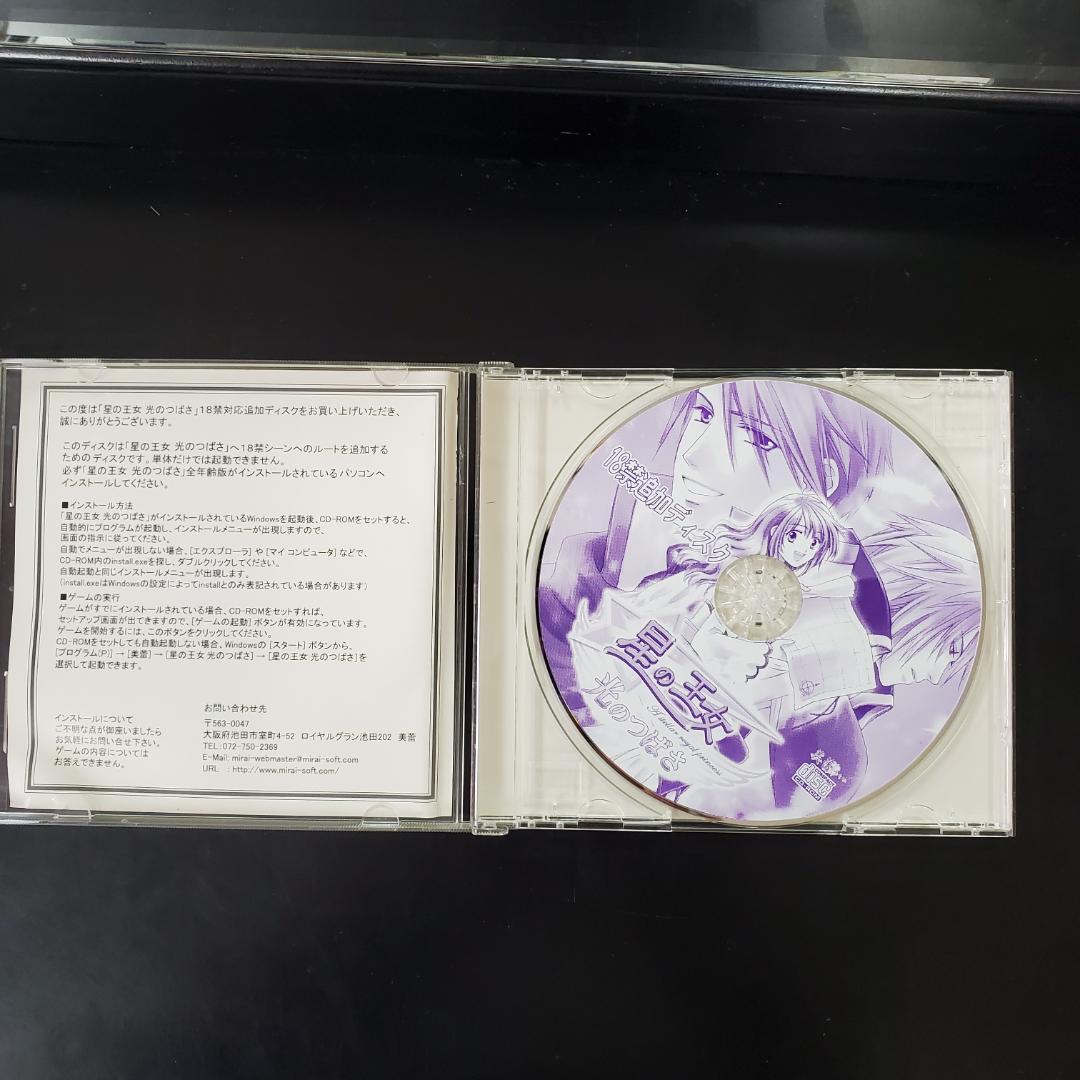 この度は「星の王女 光のつばさ」18禁対応追加ディスクをお買い上げいただき、
誠にありがとうございます。
このディスクは「星の王女 光のつばさ」へ18禁シーンへのルートを追加する
ためのディスクです。単体だけでは起動できません。
必ず「星の王女 光のつばさ」全年齢版がインストールされているパソコンへ
インストールしてください。
■インストール方法
「星の王女 光のつばさ」がインストールされているWindowsを起動後、CD-ROMをセットすると、
自動的にプログラムが起動し、インストールメニューが出現しますので、
画面の指示に従ってください。
自動でメニューが出現しない場合、[エクスプローラ] や [マイ コンピュータ] などで、
CD-ROM内のinstall.exeを探し、ダブルクリックしてください。
自動起動と同じインストールメニューが出現します。
(install.exeはWindowsの設定によってinstallとのみ表記されている場合があります)
■ゲームの実行
ゲームがすでにインストールされている場合、CD-ROMをセットすれば、
セットアップ画面が出てきますので、[ゲームの起動] ボタンが有効になっています。
ゲームを開始するには、このボタンをクリックしてください。
CD-ROMをセットしても自動起動しない場合、Windowsの [スタート] ボタンから、
[プログラム(P)] → [美蕾] → [星の王女 光のつばさ] → [星の王女 光のつばさ] を
選択して起動できます。
インストールについて
ご不明な点が御座いましたら
お気軽にお問い合せ下さい。
ゲームの内容については
お答えできません。
お問い合わせ先
〒563-0047
大阪府池田市室町4-52 ロイヤルグラン池田202 美蕾
TEL:072-750-2369
E-Mail: mirai-webmaster@mirai-soft.com
URL : http://www.mirai-soft.com/
18禁追加ディスク
星の王女
光のつばさ
COMPACT
disc
CD-ROM